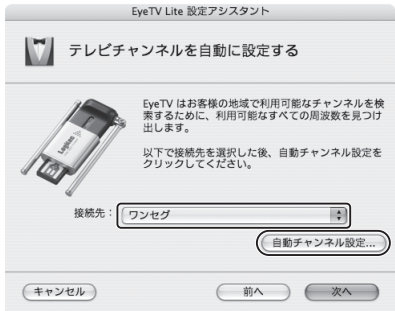 EyeTV Lite 設定アシスタント
テレビチャンネルを自動に設定する
EyeTV はお客様の地域で利用可能なチャンネルを検
索するために、利用可能なすべての周波数を見つけ
出します。
以下で接続先を選択した後、自動チャンネル設定を
クリックしてください。
Logitec
接続先：
ワンセグ
自動チャンネル設定...
キャンセル
前へ
次へ